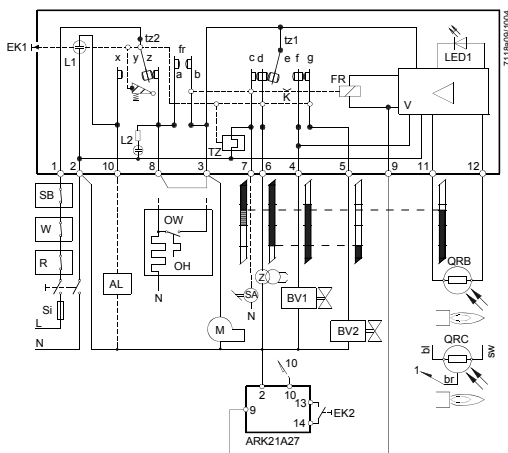 7118a09/1004
EK1
L1
tz2
x y z
fr
a b
tz1
c d e f g
K
FR
LED1
V
L2
TZ
1 2 10 8 3 7 6 4 5 9 11 12
SB
W
R
Si
L
N
AL
OW
OH
N
M
Z
SA
N
BV1
BV2
QRB
QRC
bl
sw
br
1
10
2
10
9
13
14
EK2
ARK21A27